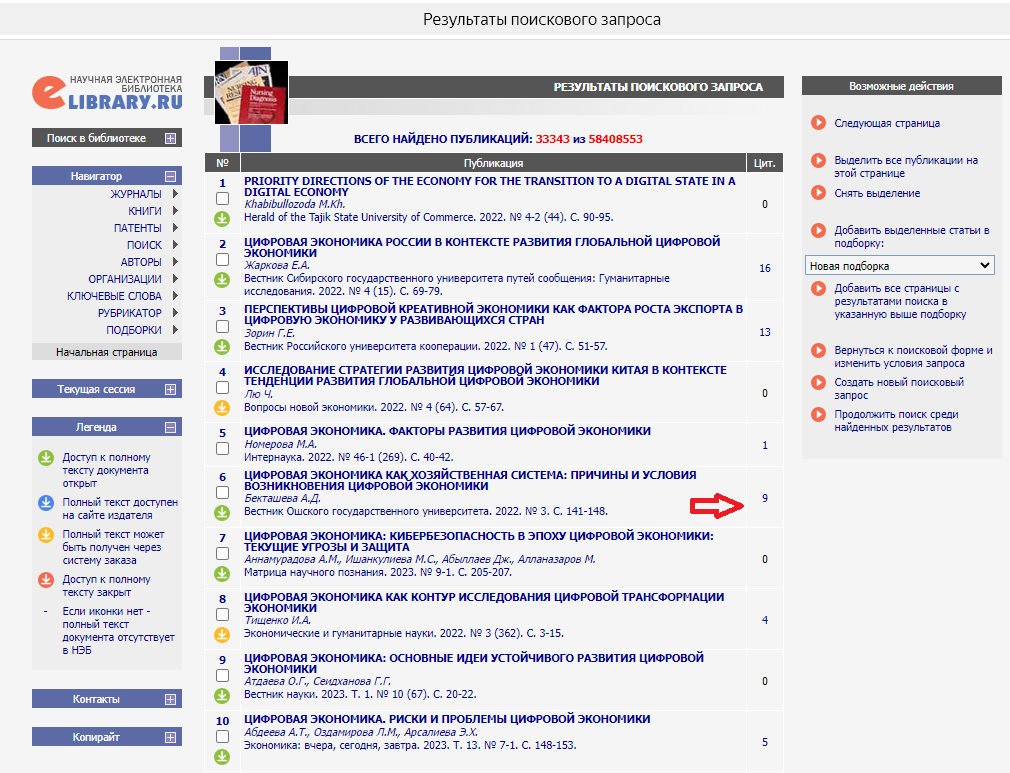 Результаты поискового запроса
НАУЧНАЯ ЭЛЕКТРОННАЯ
БИБЛИОТЕКА
eLIBRARY.RU
Поиск в библиотеке
Навигатор
ЖУРНАЛЫ
КНИГИ
ПАТЕНТЫ
ПОИСК
АВТОРЫ
ОРГАНИЗАЦИИ
КЛЮЧЕВЫЕ СЛОВА
РУБРИКАТОР
ПОДБОРКИ
Начальная страница
Текущая сессия
Легенда
Доступ к полному
тексту документа
открыт
Полный текст доступен
на сайте издателя
Полный текст может
быть получен через
систему заказа
Доступ к полному
тексту закрыт
- Если иконки нет -
полный текст
документа отсутствует
в НЭБ
Контакты
Копирайт
AJN
Nursing
Diagnosis
РЕЗУЛЬТАТЫ ПОИСКОВОГО ЗАПРОСА
ВСЕГО НАЙДЕНО ПУБЛИКАЦИЙ: 33343 из 58408553
№ Публикация Цит.
1 PRIORITY DIRECTIONS OF THE ECONOMY FOR THE TRANSITION TO A DIGITAL STATE IN A
DIGITAL ECONOMY
Khabibullozoda M.Kh.
Herald of the Tajik State University of Commerce. 2022. № 4-2 (44). С. 90-95.
0
2 ЦИФРОВАЯ ЭКОНОМИКА РОССИИ В КОНТЕКСТЕ РАЗВИТИЯ ГЛОБАЛЬНОЙ ЦИФРОВОЙ
ЭКОНОМИКИ
Жаркова Е.А.
Вестник Сибирского государственного университета путей сообщения: Гуманитарные
исследования. 2022. № 4 (15). С. 69-79.
16
3 ПЕРСПЕКТИВЫ ЦИФРОВОЙ КРЕАТИВНОЙ ЭКОНОМИКИ КАК ФАКТОРА РОСТА ЭКСПОРТА В
ЦИФРОВУЮ ЭКОНОМИКУ У РАЗВИВАЮЩИХСЯ СТРАН
Зорин Г.Е.
Вестник Российского университета кооперации. 2022. № 1 (47). С. 51-57.
13
4 ИССЛЕДОВАНИЕ СТРАТЕГИИ РАЗВИТИЯ ЦИФРОВОЙ ЭКОНОМИКИ КИТАЯ В КОНТЕКСТЕ
ТЕНДЕНЦИИ РАЗВИТИЯ ГЛОБАЛЬНОЙ ЦИФРОВОЙ ЭКОНОМИКИ
Лю Ч.
Вопросы новой экономики. 2022. № 4 (64). С. 57-67.
0
5 ЦИФРОВАЯ ЭКОНОМИКА. ФАКТОРЫ РАЗВИТИЯ ЦИФРОВОЙ ЭКОНОМИКИ
Номерова М.А.
Интернаука. 2022. № 46-1 (269). С. 40-42.
1
6 ЦИФРОВАЯ ЭКОНОМИКА КАК ХОЗЯЙСТВЕННАЯ СИСТЕМА: ПРИЧИНЫ И УСЛОВИЯ
ВОЗНИКНОВЕНИЯ ЦИФРОВОЙ ЭКОНОМИКИ
Бекташева А.Д.
Вестник Ошского государственного университета. 2022. № 3. С. 141-148.
9
7 ЦИФРОВАЯ ЭКОНОМИКА: КИБЕРБЕЗОПАСНОСТЬ В ЭПОХУ ЦИФРОВОЙ ЭКОНОМИКИ:
ТЕКУЩИЕ УГРОЗЫ И ЗАЩИТА
Аннамурадова А.М., Ишанкулиева М.С., Абыллаев Дж., Алланазаров М.
Матрица научного познания. 2023. № 9-1. С. 205-207.
0
8 ЦИФРОВАЯ ЭКОНОМИКА КАК КОНТУР ИССЛЕДОВАНИЯ ЦИФРОВОЙ ТРАНСФОРМАЦИИ
ЭКОНОМИКИ
Тищенко И.А.
Экономические и гуманитарные науки. 2022. № 3 (362). С. 3-15.
4
9 ЦИФРОВАЯ ЭКОНОМИКА: ОСНОВНЫЕ ИДЕИ УСТОЙЧИВОГО РАЗВИТИЯ ЦИФРОВОЙ
ЭКОНОМИКИ
Атдаева О.Г., Сеидханова Г.Г.
Вестник науки. 2023. Т. 1. № 10 (67). С. 20-22.
0
10 ЦИФРОВАЯ ЭКОНОМИКА. РИСКИ И ПРОБЛЕМЫ ЦИФРОВОЙ ЭКОНОМИКИ
Абдеева А.Т., Оздамирова Л.М., Арсалиева Э.Х.
Экономика: вчера, сегодня, завтра. 2023. Т. 13. № 7-1. С. 148-153.
5
Возможные действия
Следующая страница
Выделить все публикации на
этой странице
Снять выделение
Добавить выделенные статьи в
подборку:
Новая подборка
Добавить все страницы с
результатами поиска в
указанную выше подборку
Вернуться к поисковой форме и
изменить условия запроса
Создать новый поисковый
запрос
Продолжить поиск среди
найденных результатов